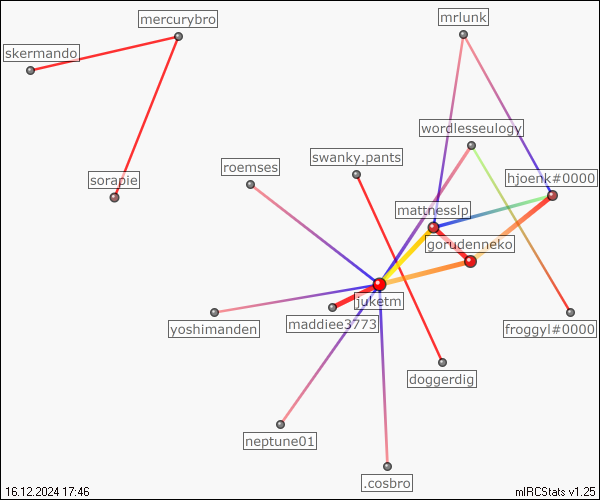 mercurybro
mrlunk
skermando
wordlesseulogy
swanky.pants
roemses
hjoenk#0000
sorapie
mattnesslp
gorudenneko
juketm
maddiee3773
yoshimanden
froggyl#0000
doggerdig
neptune01
.cosbro
16.12.2024 17:46
mIRCStats v1.25